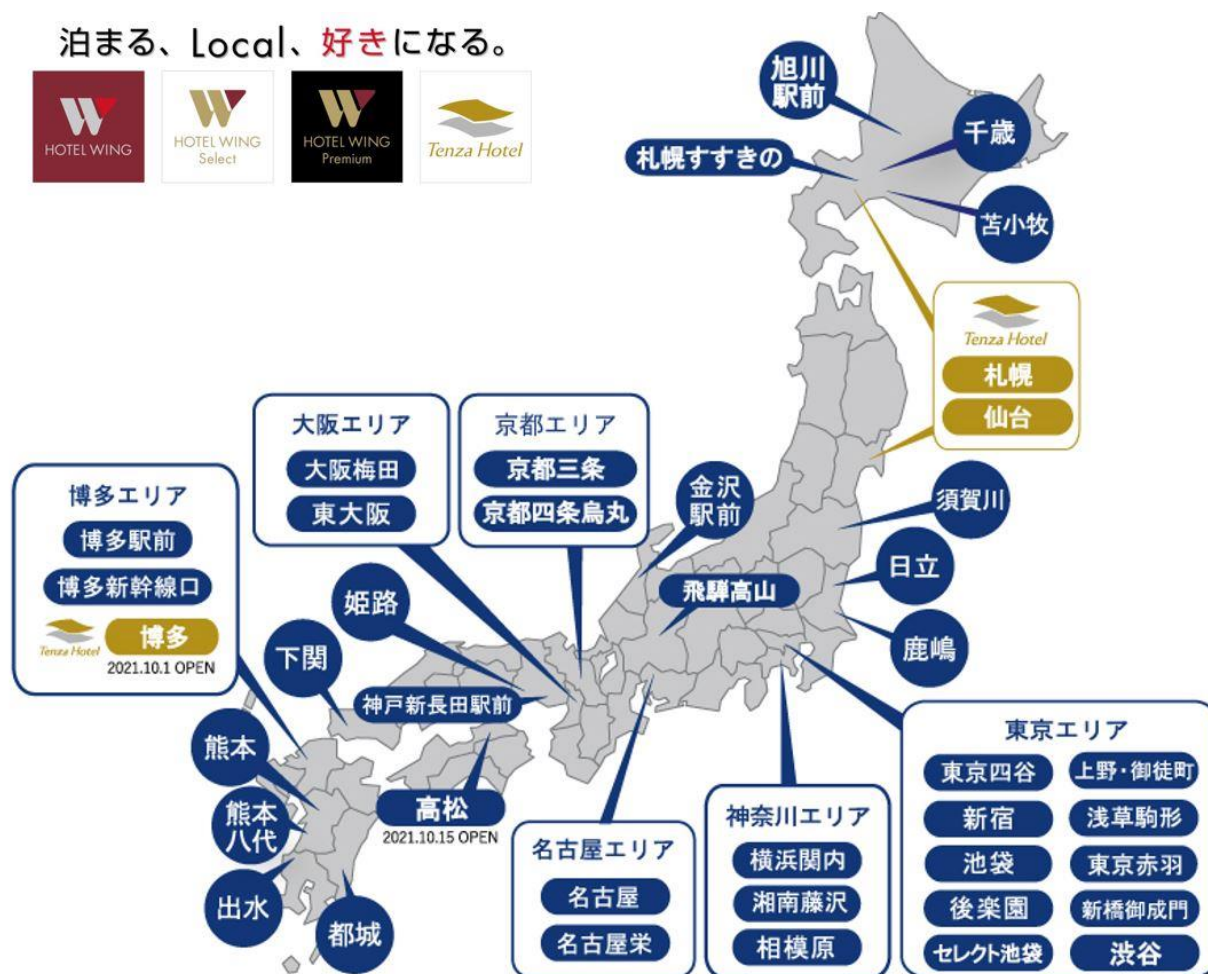 泊まる、Local、好きになる。
HOTEL WING
HOTEL WING
Select
HOTEL WING
Premium
Tenza Hotel
旭川
駅前
千歳
札幌すすきの
苫小牧
Tenza Hotel
札幌
仙台
大阪エリア
大阪梅田
東大阪
京都エリア
京都三条
京都四条烏丸
金沢
駅前
須賀川
博多エリア
博多駅前
博多新幹線口
Tenza Hotel
博多
2021.10.1 OPEN
日立
飛騨高山
姫路
鹿嶋
下関
神戸新長田駅前
熊本
高松
2021.10.15 OPEN
熊本
八代
出水
都城
名古屋エリア
名古屋
名古屋栄
神奈川エリア
横浜関内
湘南藤沢
相模原
東京エリア
東京四谷
上野・御徒町
新宿
浅草駒形
池袋
東京赤羽
後楽園
新橋御成門
セレクト池袋
渋谷